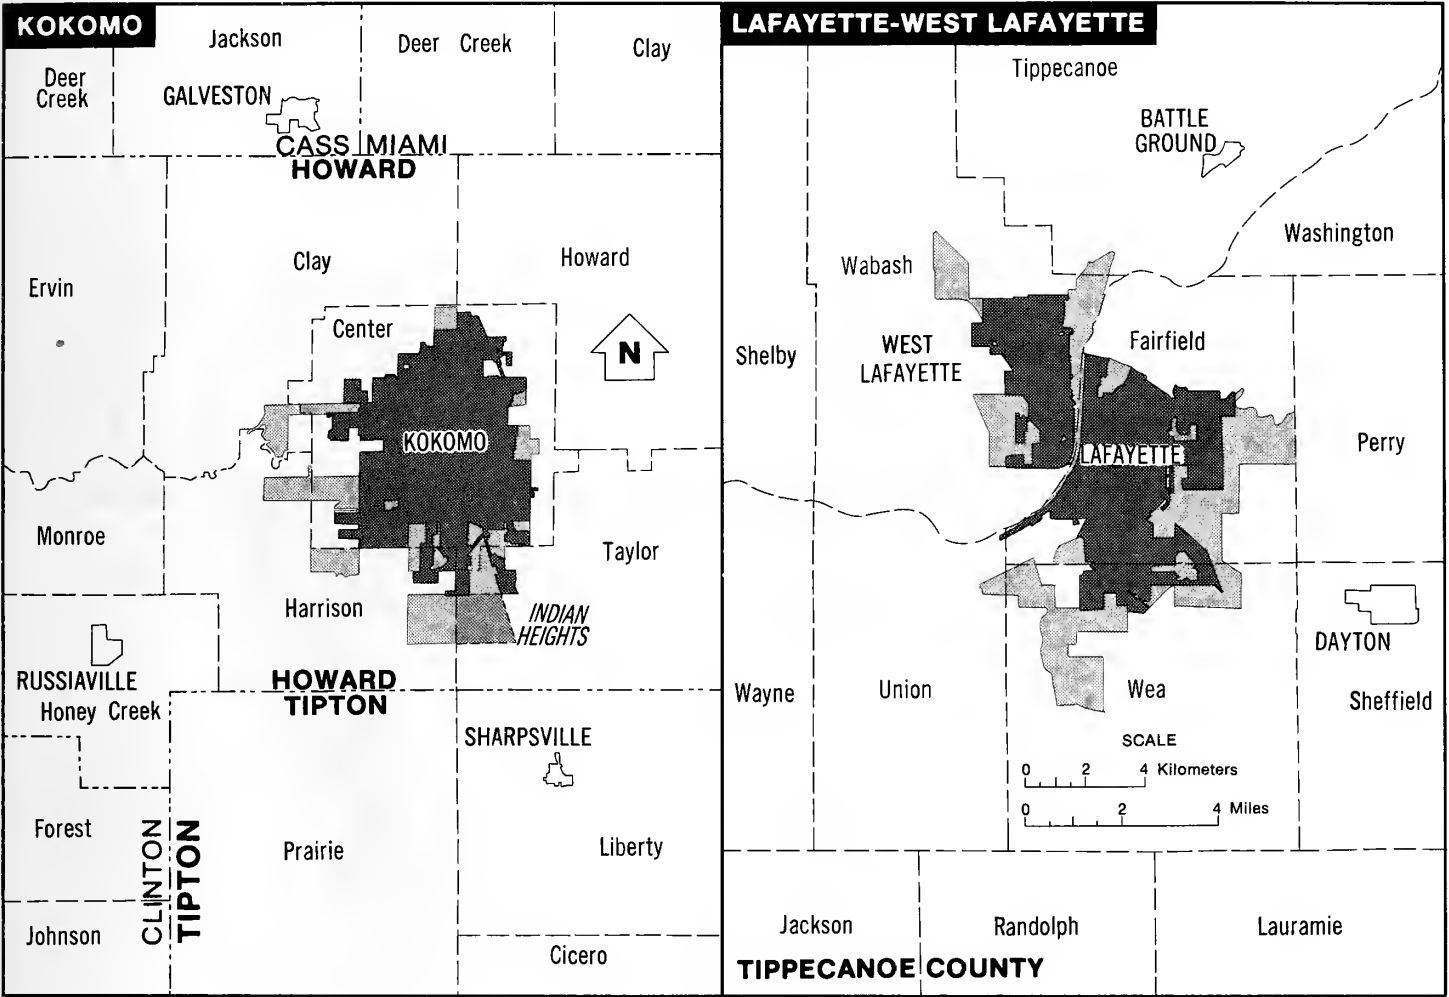 KOKOMO
Jackson
Deer Creek
Clay
Deer
Creek
GALVESTON
CASS MIAMI
HOWARD
Clay
Howard
Ervin
Center
N
KOKOMO
Monroe
Taylor
Harrison
INDIAN
HEIGHTS
RUSSIAVILLE
Honey Creek
HOWARD
TIPTON
SHARPSVILLE
Forest
CLINTON
TIPTON
Prairie
Liberty
Johnson
Cicero
LAFAYETTE-WEST LAFAYETTE
Tippecanoe
BATTLE
GROUND
Washington
Wabash
Shelby
WEST
LAFAYETTE
Fairfield
Perry
LAFAYETTE
DAYTON
Wayne
Union
Wea
Sheffield
SCALE
0 2 4 Kilometers
0 2 4 Miles
Jackson
Randolph
Lauramie
TIPPECANOE COUNTY